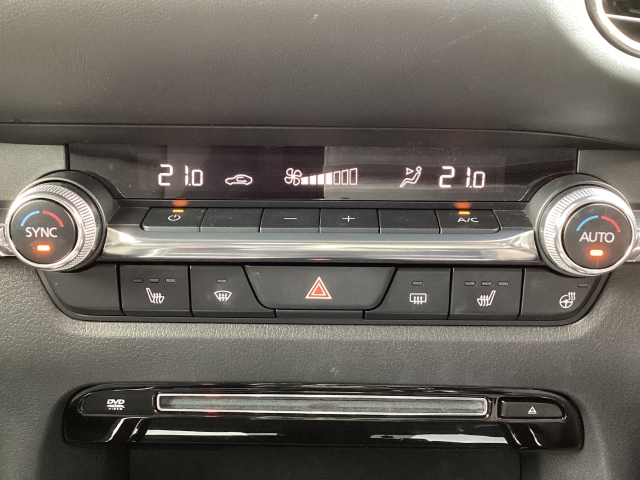 21.0 21.0
SYNC A/C AUTO
DVD
VIDEO